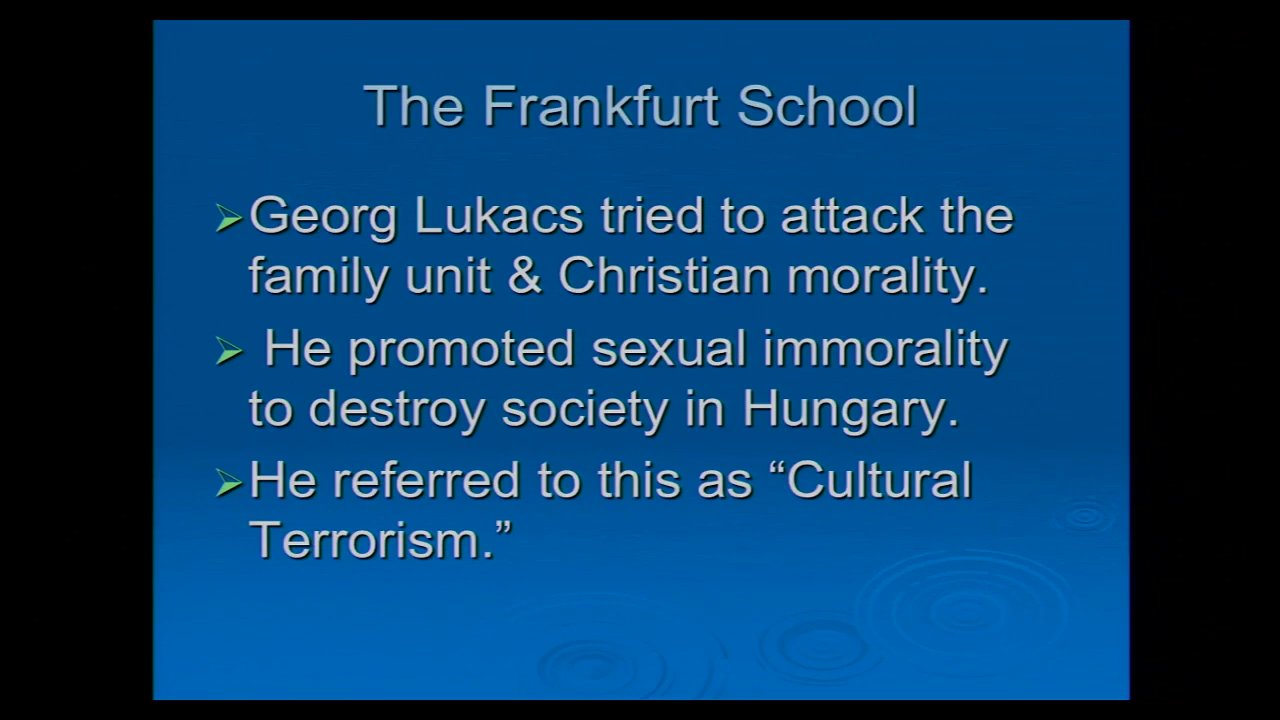 The Frankfurt School
Georg Lukacs tried to attack the
family unit & Christian morality.
He promoted sexual immorality
to destroy society in Hungary.
He referred to this as “Cultural
Terrorism.”